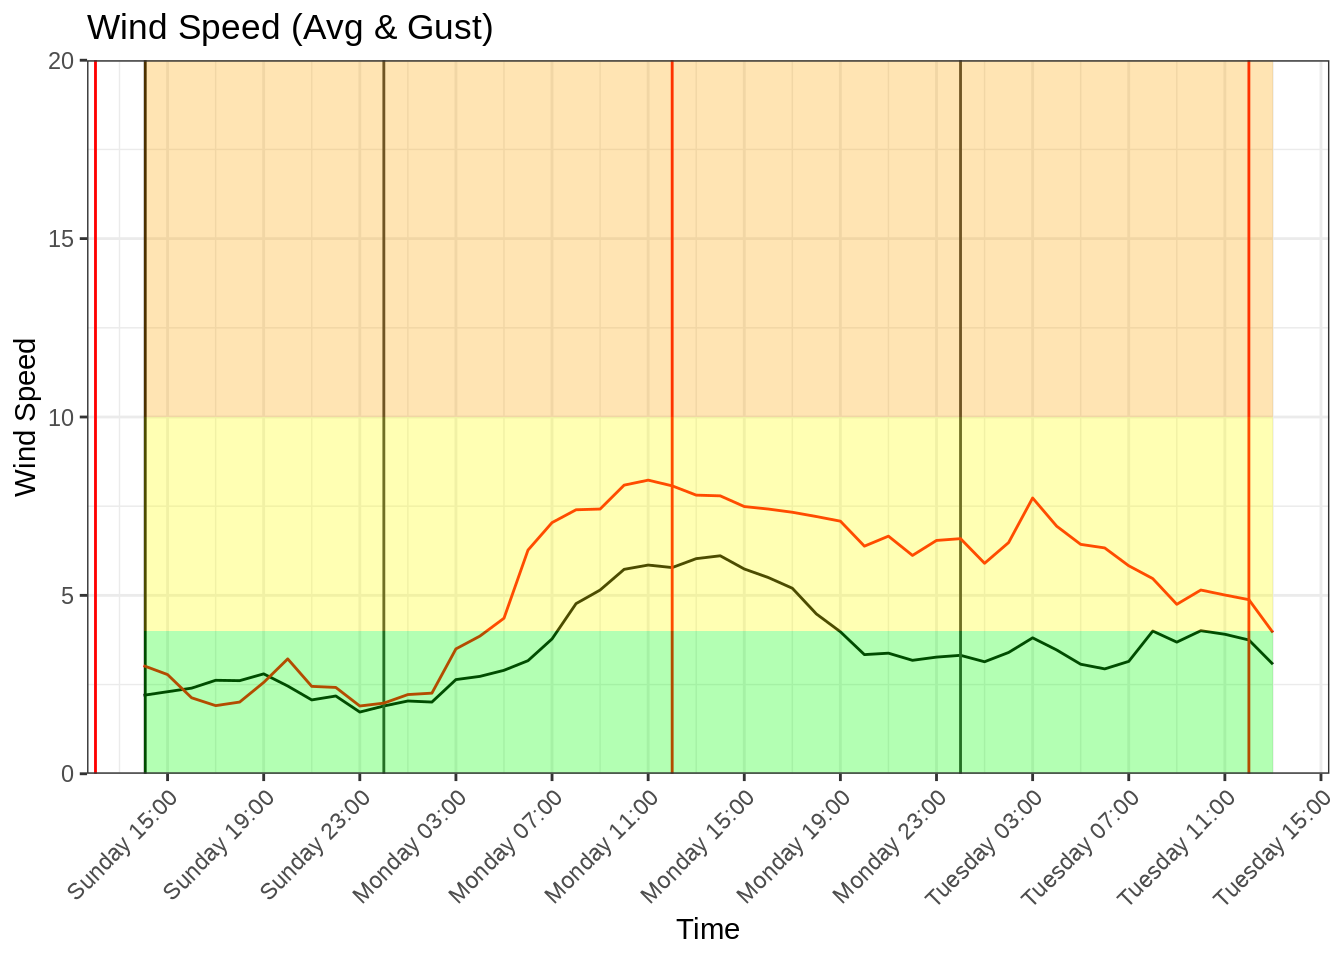 Wind Speed (Avg & Gust)
20
15
10
5
0
Wind Speed
Sunday 15:00
Sunday 19:00
Sunday 23:00
Monday 03:00
Monday 07:00
Monday 11:00
Monday 15:00
Monday 19:00
Monday 23:00
Tuesday 03:00
Tuesday 07:00
Tuesday 11:00
Tuesday 15:00
Time